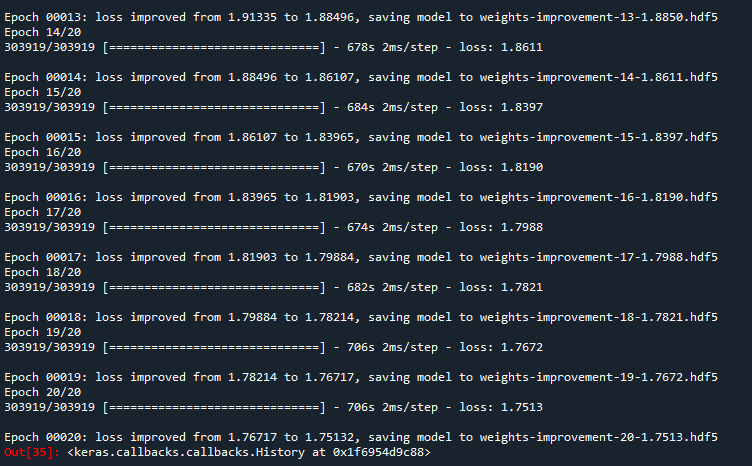 Epoch 00013: loss improved from 1.91335 to 1.88496, saving model to weights-improvement-13-1.8850.hdf5
Epoch 14/20
303919/303919 [==============================] - 678s 2ms/step - loss: 1.8611
Epoch 00014: loss improved from 1.88496 to 1.86107, saving model to weights-improvement-14-1.8611.hdf5
Epoch 15/20
303919/303919 [==============================] - 684s 2ms/step - loss: 1.8397
Epoch 00015: loss improved from 1.86107 to 1.83965, saving model to weights-improvement-15-1.8397.hdf5
Epoch 16/20
303919/303919 [==============================] - 670s 2ms/step - loss: 1.8190
Epoch 00016: loss improved from 1.83965 to 1.81903, saving model to weights-improvement-16-1.8190.hdf5
Epoch 17/20
303919/303919 [==============================] - 674s 2ms/step - loss: 1.7988
Epoch 00017: loss improved from 1.81903 to 1.79884, saving model to weights-improvement-17-1.7988.hdf5
Epoch 18/20
303919/303919 [==============================] - 682s 2ms/step - loss: 1.7821
Epoch 00018: loss improved from 1.79884 to 1.78214, saving model to weights-improvement-18-1.7821.hdf5
Epoch 19/20
303919/303919 [==============================] - 706s 2ms/step - loss: 1.7672
Epoch 00019: loss improved from 1.78214 to 1.76717, saving model to weights-improvement-19-1.7672.hdf5
Epoch 20/20
303919/303919 [==============================] - 706s 2ms/step - loss: 1.7513
Epoch 00020: loss improved from 1.76717 to 1.75132, saving model to weights-improvement-20-1.7513.hdf5
Out[35]: <keras.callbacks.callbacks.History at 0x1f6954d9c88>